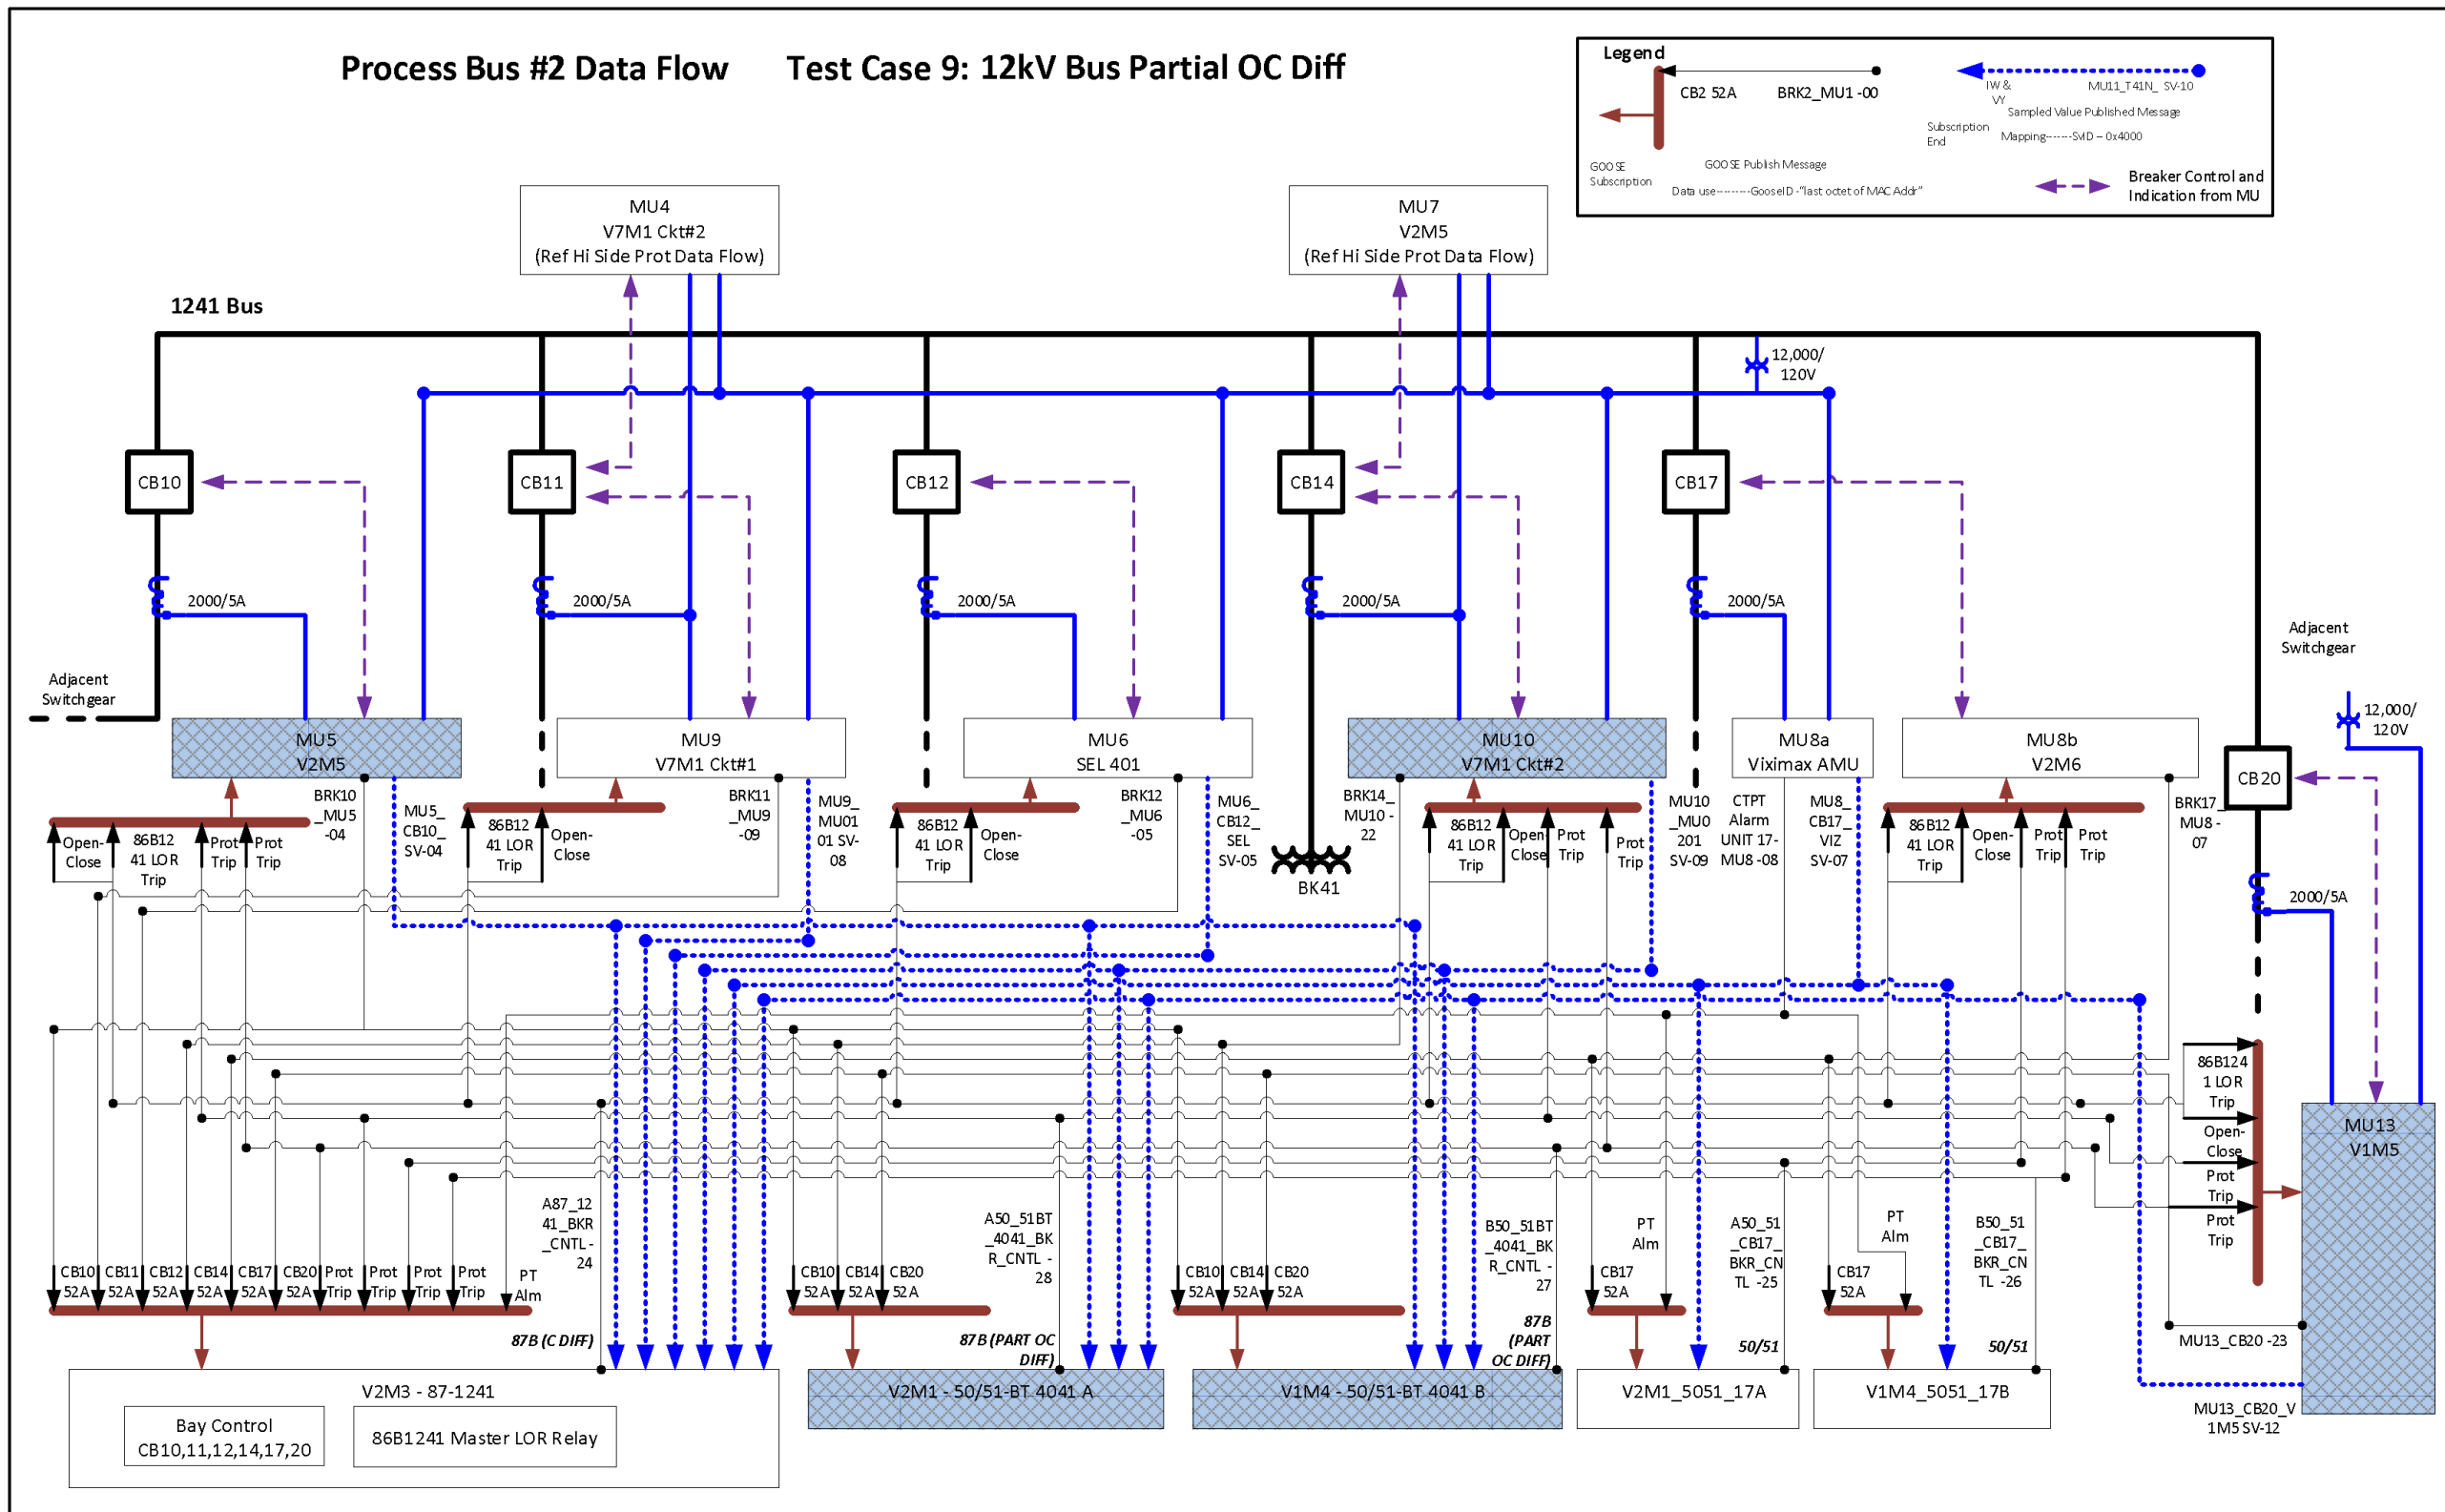 Process Bus #2 Data Flow
Test Case 9: 12kV Bus Partial OC Diff
Legend
CB2 52A
BRK2_MU1 -00
GOOSE
Subscription
GOOSE Publish Message
Data use--------GooseID -"last octet of MAC Addr"
IW &
VY
MU11_T41N_ SV-10
Sampled Value Published Message
Subscription
End
Mapping-------SvID – 0x4000
Breaker Control and
Indication from MU
MU4
V7M1 Ckt#2
(Ref Hi Side Prot Data Flow)
MU7
V2M5
(Ref Hi Side Prot Data Flow)
1241 Bus
12,000/
120V
CB10
CB11
CB12
CB14
CB17
2000/5A
2000/5A
2000/5A
2000/5A
2000/5A
Adjacent
Switchgear
Adjacent
Switchgear
12,000/
120V
MU5
V2M5
MU9
V7M1 Ckt#1
MU6
SEL 401
MU10
V7M1 Ckt#2
MU8a
Viximax AMU
MU8b
V2M6
CB20
2000/5A
Open-
Close
86B12
41 LOR
Trip
Prot
Trip
Prot
Trip
BRK10
_MU5
-04
MU5_
CB10_
SV-04
86B12
41 LOR
Trip
Open-
Close
BRK11
_MU9
-09
MU9_
MU01
01 SV-
08
86B12
41 LOR
Trip
Open-
Close
BRK12
_MU6
-05
MU6_
CB12_
SEL
SV-05
BK41
BRK14_
MU10 -
22
86B12
41 LOR
Trip
Open-
Close
Prot
Trip
Prot
Trip
MU10
_MU0
201
SV-09
CTPT
Alarm
UNIT 17-
MU8 -08
MU8_
CB17_
VIZ
SV-07
86B12
41 LOR
Trip
Open-
Close
Prot
Trip
Prot
Trip
BRK17_
MU8 -
07
86B124
1 LOR
Trip
Open-
Close
Prot
Trip
Prot
Trip
MU13
V1M5
CB10
52A
CB11
52A
CB12
52A
CB14
52A
CB17
52A
CB20
52A
Prot
Trip
Prot
Trip
Prot
Trip
Prot
Trip
PT
Alm
A87_12
41_BKR
_CNTL -
24
87B (C DIFF)
CB10
52A
CB14
52A
CB20
52A
A50_51BT
_4041_BK
R_CNTL -
28
87B (PART OC
DIFF)
CB10
52A
CB14
52A
CB20
52A
B50_51BT
_4041_BK
R_CNTL -
27
87B
(PART
OC DIFF)
CB17
52A
PT
Alm
A50_51
_CB17_
BKR_CN
TL -25
50/51
CB17
52A
PT
Alm
B50_51
_CB17_
BKR_CN
TL -26
50/51
MU13_CB20 -23
MU13_CB20_V
1M5 SV-12
V2M3 - 87-1241
Bay Control
CB10,11,12,14,17,20
86B1241 Master LOR Relay
V2M1 - 50/51-BT 4041 A
V1M4 - 50/51-BT 4041 B
V2M1_5051_17A
V1M4_5051_17B